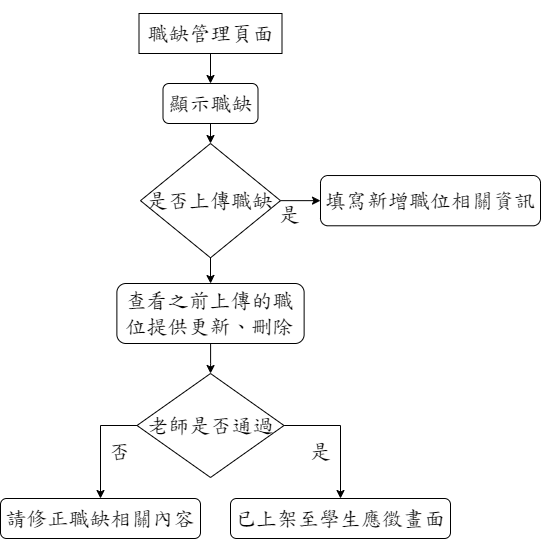 職缺管理頁面
顯示職缺
是否上傳職缺
是
填寫新增職位相關資訊
查看之前上傳的職
位提供更新、刪除
老師是否通過
否
是
請修正職缺相關內容
已上架至學生應徵畫面